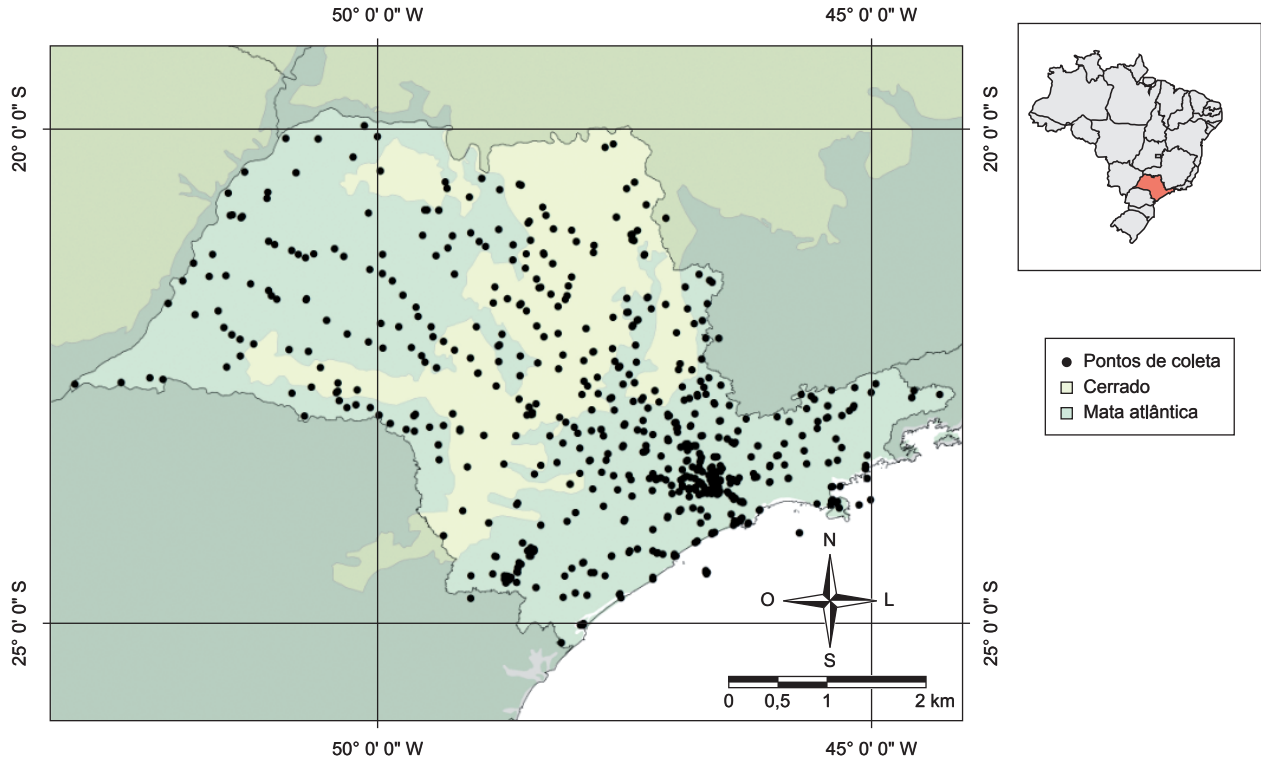 50° 0' 0" W
45° 0' 0" W
20° 0' 0" S
20° 0' 0" S
Pontos de coleta
Cerrado
Mata atlântica
N
O
L
S
25° 0' 0" S
25° 0' 0" S
0
0,5
1
2 km
50° 0' 0" W
45° 0' 0" W